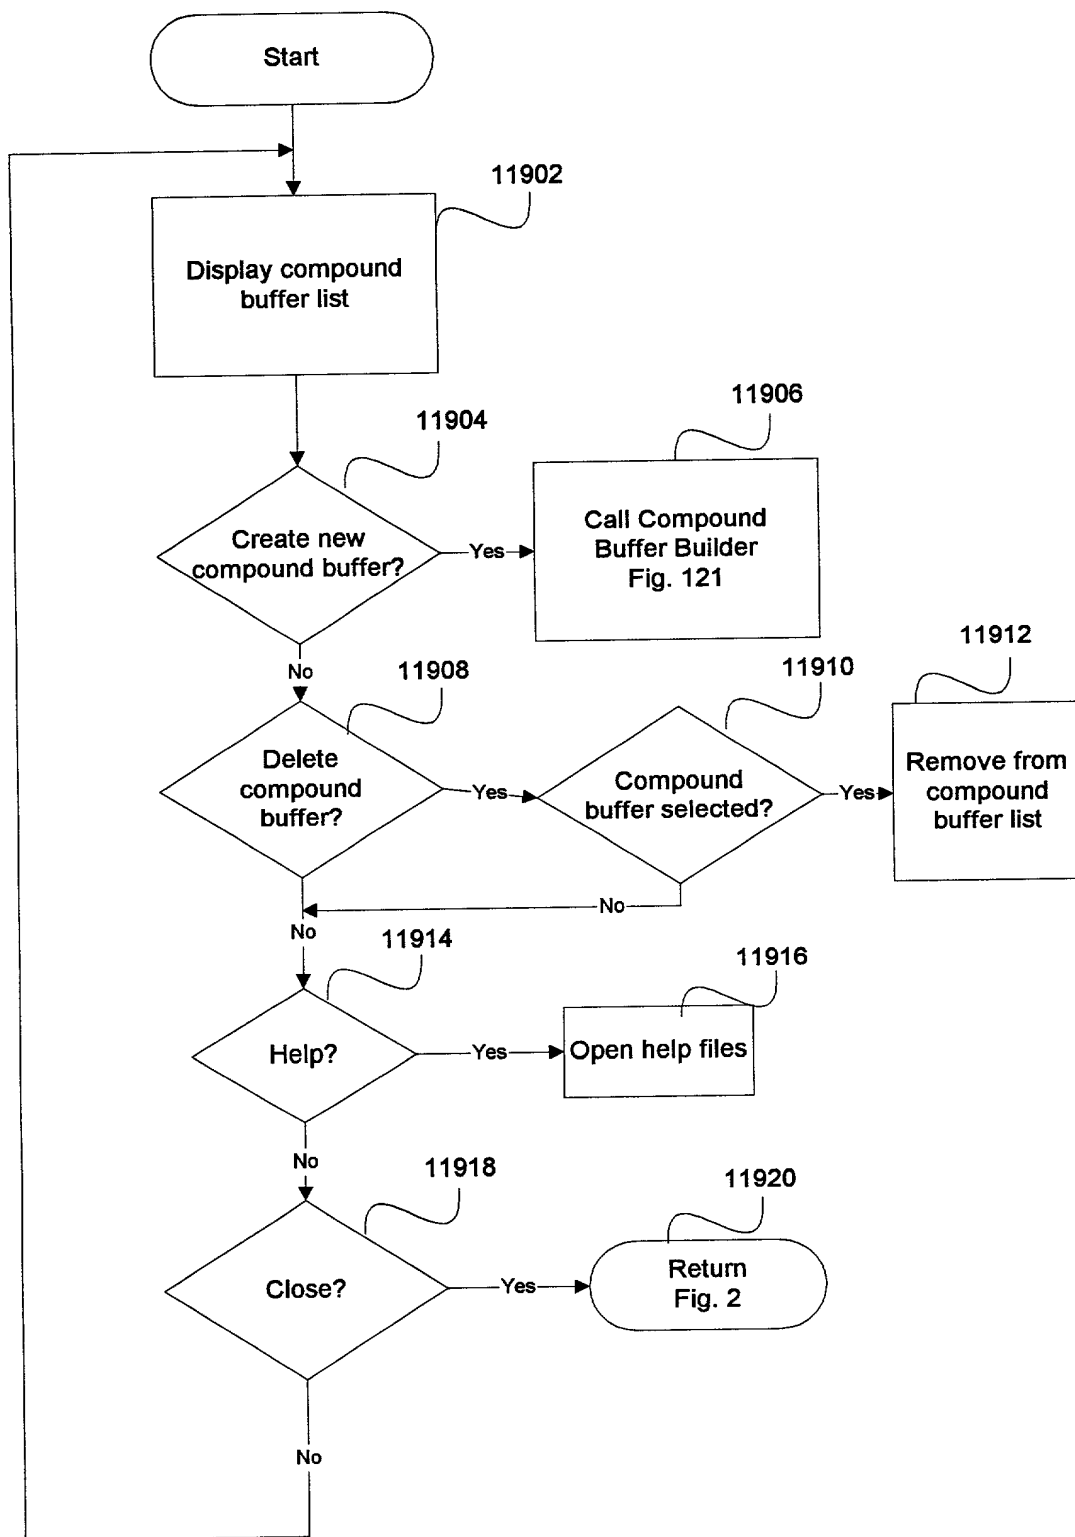 Start
11902
Display compound
buffer list
11904
11906
Create new
compound buffer?
Yes
Call Compound
Buffer Builder
Fig. 121
No
11908
11910
11912
Delete
compound
buffer?
Yes
Compound
buffer selected?
Yes
Remove from
compound
buffer list
No
No
11914
11916
Help?
Yes
Open help files
No
11918
11920
Close?
Yes
Return
Fig. 2
No